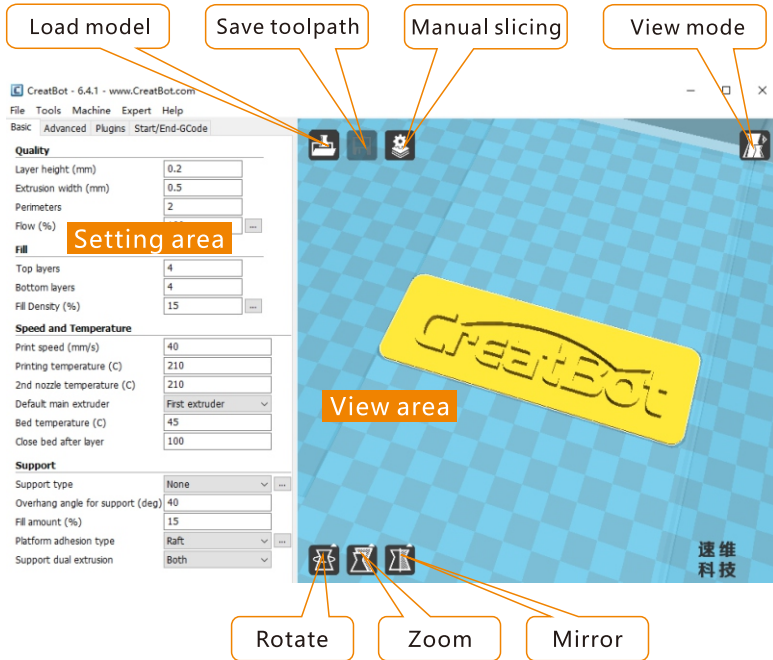 Load model
Save toolpath
Manual slicing
View mode
CreatBot - 6.4.1 - www.CreatBot.com
File Tools Machine Expert Help
Basic Advanced Plugins Start/End-GCode
Quality
Layer height (mm) 0.2
Extrusion width (mm) 0.5
Perimeters 2
Flow (%) ...
Setting area
Fill
Top layers 4
Bottom layers 4
Fill Density (%) 15 ...
Speed and Temperature
Print speed (mm/s) 40
Printing temperature (C) 210
2nd nozzle temperature (C) 210
Default main extruder First extruder
Bed temperature (C) 45
Close bed after layer 100
Support
Support type None ...
Overhang angle for support (deg) 40
Fill amount (%) 15
Platform adhesion type Raft ...
Support dual extrusion Both
CreatBot
View area
速维
科技
Rotate
Zoom
Mirror